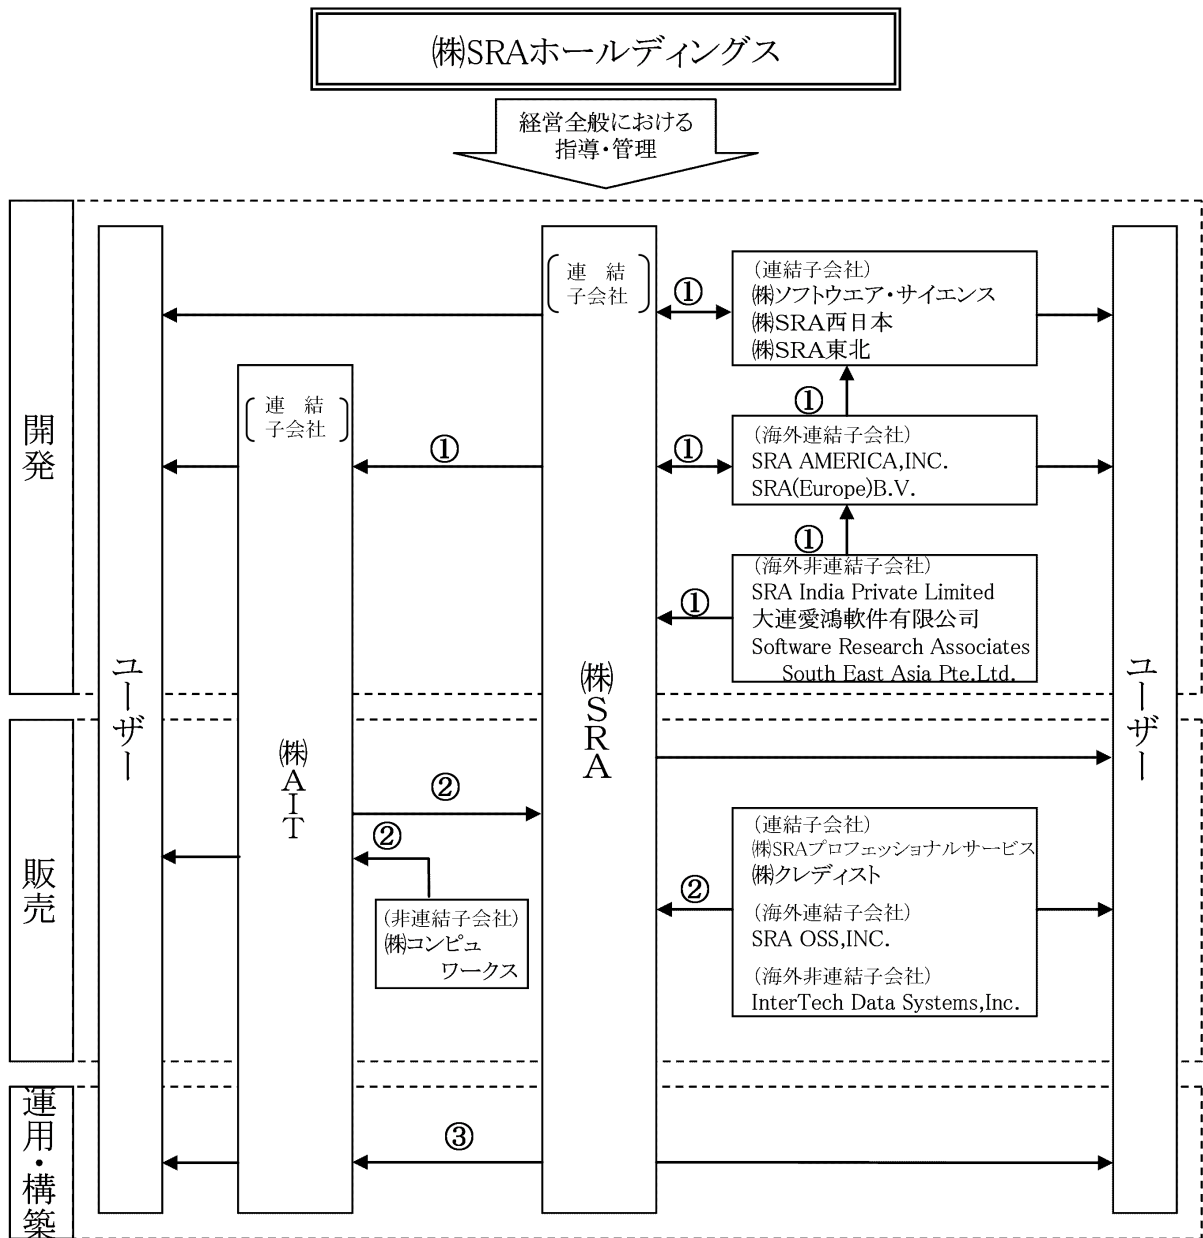 ㈱SRAホールディングス
経営全般における
指導・管理
開発
ユーザー
連結
子会社
㈱AIT
連結
子会社
㈱SRA
①
(連結子会社)
㈱ソフトウエア・サイエンス
㈱SRA西日本
㈱SRA東北
①
①
①
(海外連結子会社)
SRA AMERICA,INC.
SRA(Europe)B.V.
①
①
(海外非連結子会社)
SRA India Private Limited
大連愛鴻軟件有限公司
Software Research Associates
South East Asia Pte.Ltd.
ユーザー
販売
②
②
(非連結子会社)
㈱コンピュ
ワークス
②
(連結子会社)
㈱SRAプロフェッショナルサービス
㈱クレディスト
(海外連結子会社)
SRA OSS,INC.
(海外非連結子会社)
InterTech Data Systems,Inc.
運用・構築
③